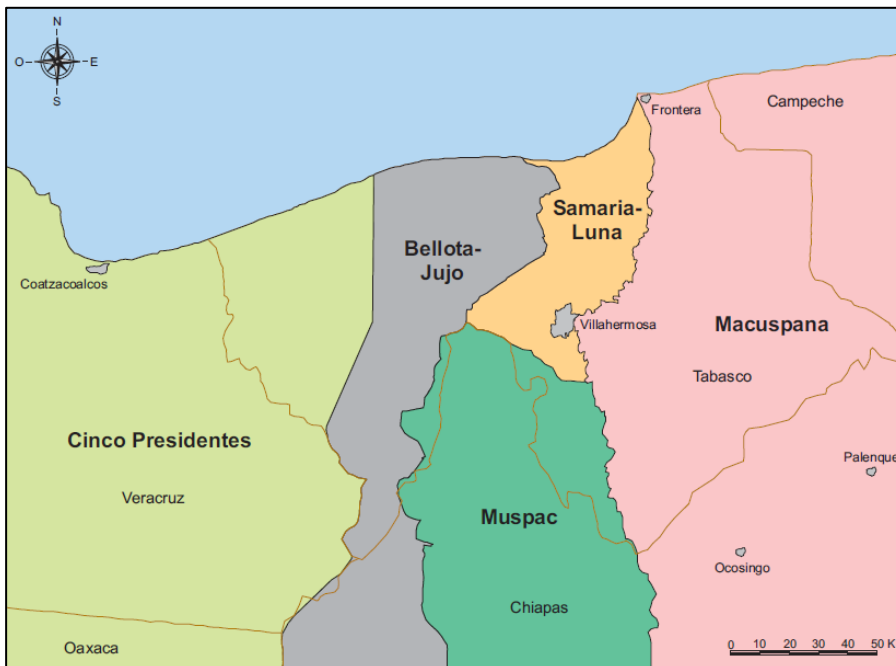 N
O
E
S
Frontera
Campeche
Samaria-
Luna
Bellota-
Jujo
Coatzacoalcos
Villahermosa
Macuspana
Tabasco
Cinco Presidentes
Palenque
Veracruz
Muspac
Ocosingo
Chiapas
Oaxaca
0 10 20 30 40 50 K